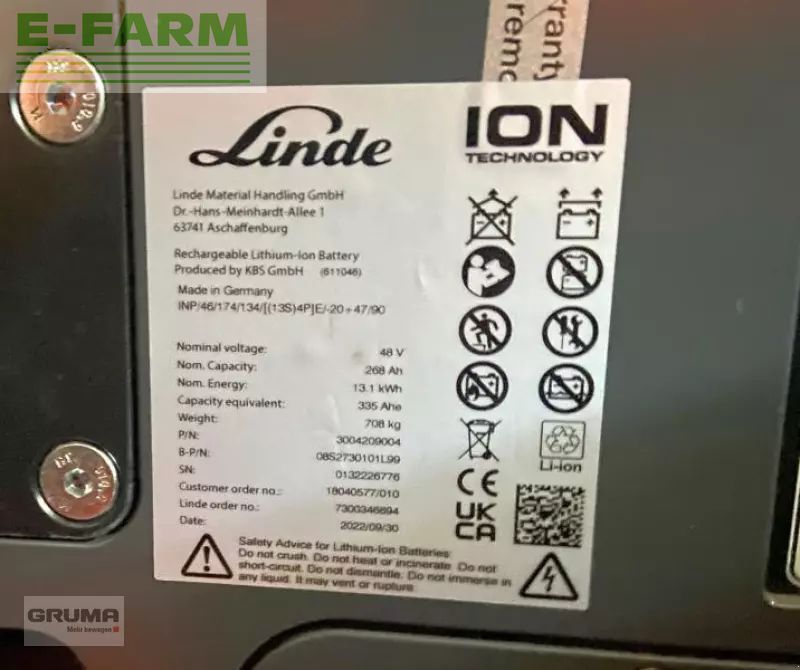 E-FARM
rranty
remo
Linde
ION
TECHNOLOGY
Linde Material Handling GmbH
Dr.-Hans-Meinhardt-Allee 1
63741 Aschaffenburg
Rechargeable Lithium-Ion Battery
Produced by KBS GmbH (611046)
Made in Germany
INP/46/174/134/[(13S)4P]E/-20+47/90
Nominal voltage: 48 V
Nom. Capacity: 268 Ah
Nom. Energy: 13.1 kWh
Capacity equivalent: 335 Ahe
Weight: 708 kg
P/N: 3004209004
B-P/N: 08S2730101L99
SN: 0132226776
Customer order no.: 18040577/010
Linde order no.: 7300346694
Date: 2022/09/30
Li-ion
CE
UK
CA
Safety Advice for Lithium-Ion Batteries:
Do not crush. Do not heat or incinerate. Do not
short-circuit. Do not dismantle. Do not immerse in
any liquid. It may vent or rupture.
GRUMA
Mehr bewegen